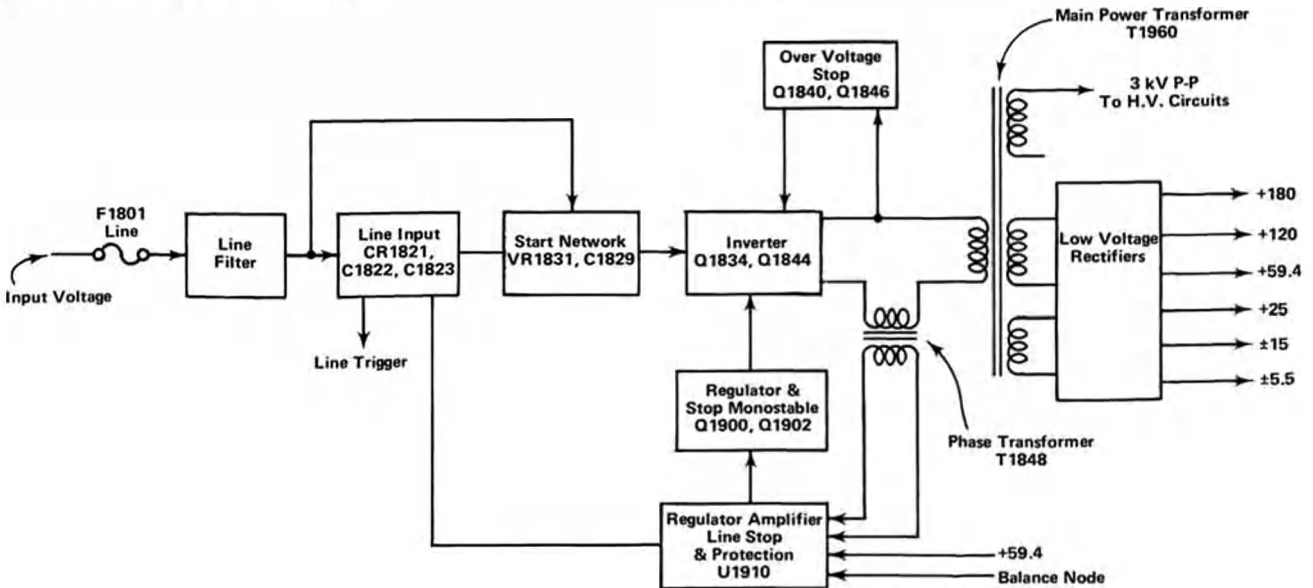 Main Power Transformer
T1960
Over Voltage
Stop
Q1840, Q1846
3 kV P-P
To H.V. Circuits
F1801
Line
Input Voltage
Line
Filter
Line Input
CR1821,
C1822, C1823
Start Network
VR1831, C1829
Inverter
Q1834, Q1844
Low Voltage
Rectifiers
+180
+120
+59.4
+25
±15
±5.5
Line Trigger
Regulator &
Stop Monostable
Q1900, Q1902
Phase Transformer
T1848
Regulator Amplifier
Line Stop
& Protection
U1910
+59.4
Balance Node